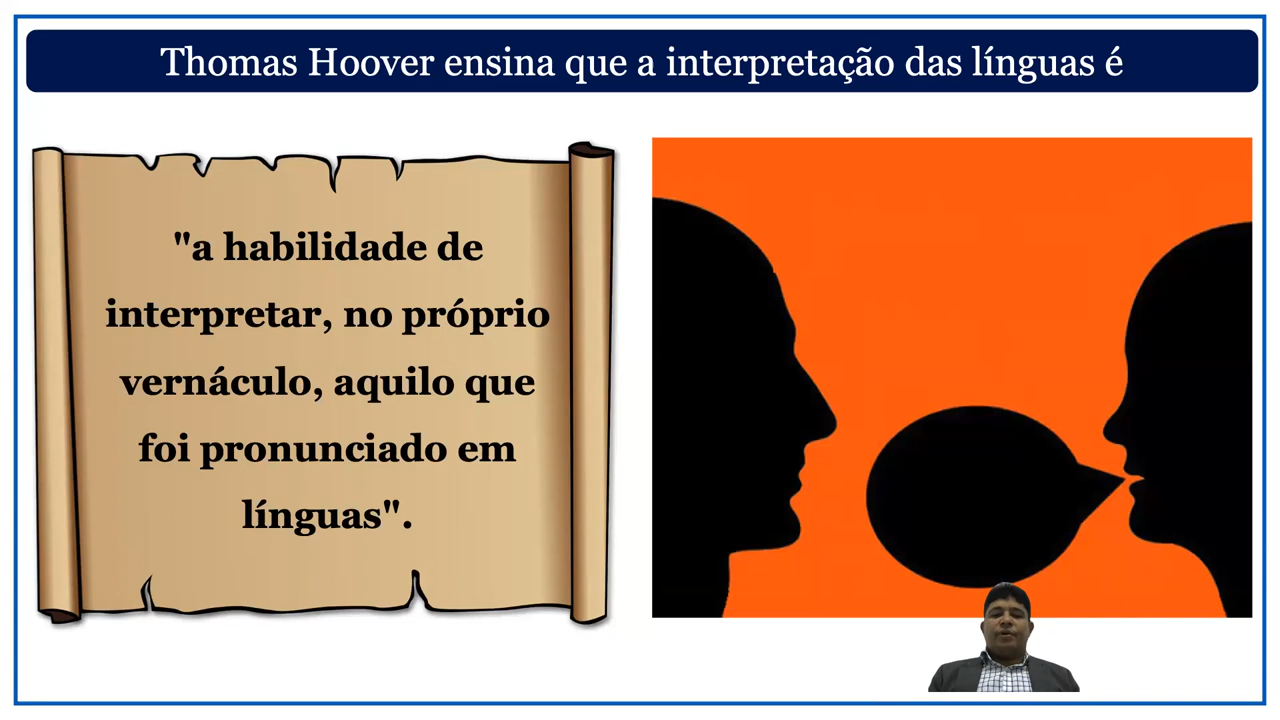 Thomas Hoover ensina que a interpretação das línguas é
"a habilidade de
interpretar, no próprio
vernáculo, aquilo que
foi pronunciado em
línguas".